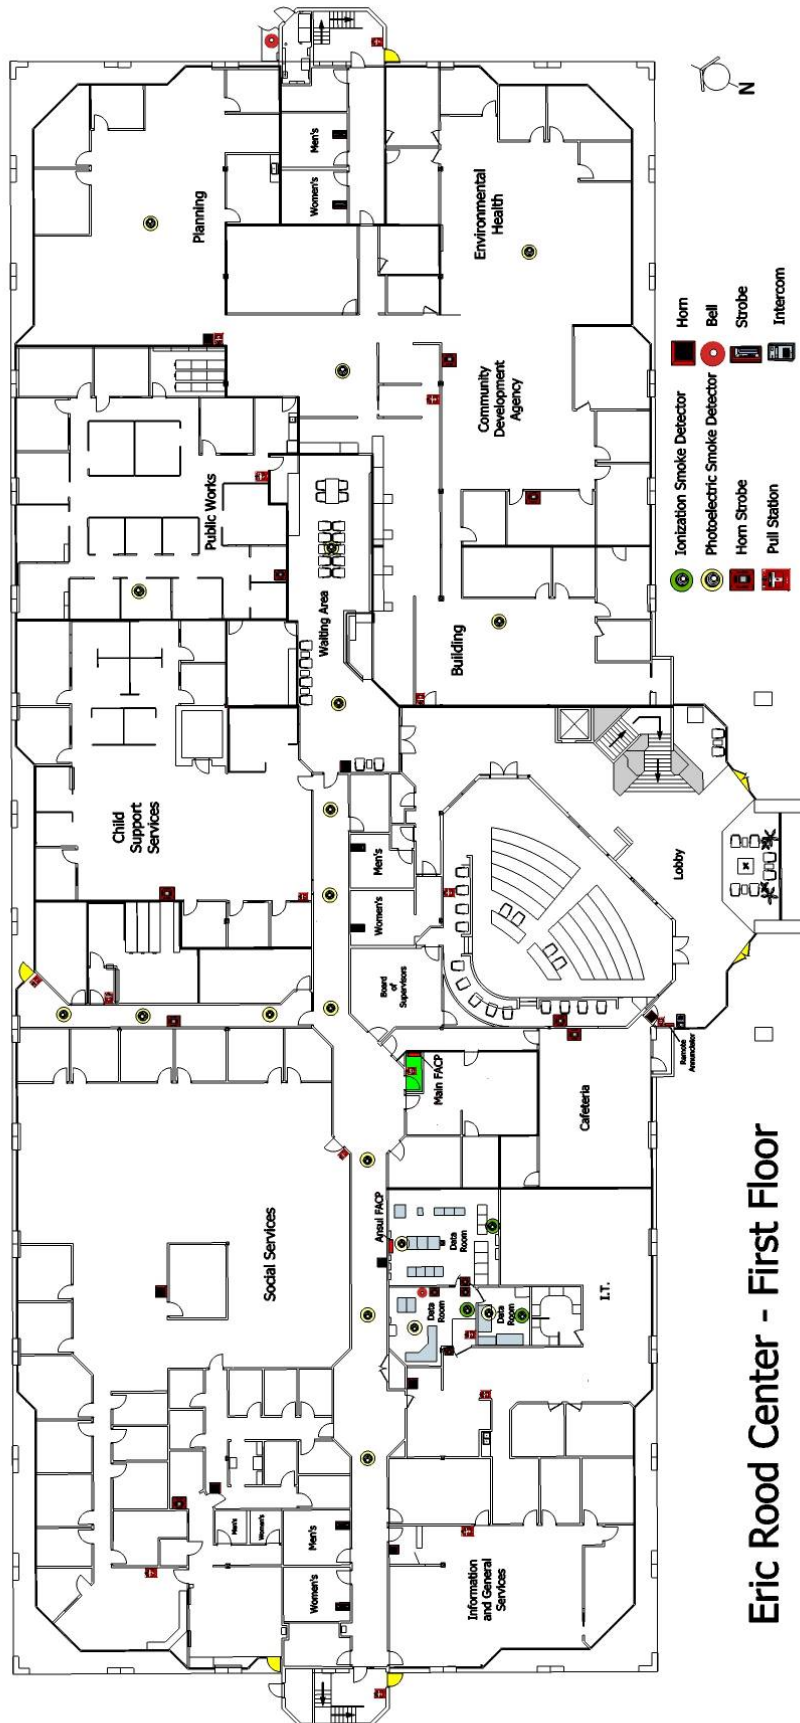 Child
Support
Services
Planning
Public Works
Men's
Women's
Social Services
Women's
Men's
Women's
Men's
Waiting Area
Women's
Men's
Ansul FACP
Board
of
Supervisors
Main FACP
Data
Room
Data
Room
Building
Information
and General
Services
Environmental
Health
Community
Development
Agency
Data
Room
Cafeteria
I.T.
Lobby
Remote
Annunciator
Ionization Smoke Detector
Horn
Photoelectric Smoke Detector
Bell
Horn Strobe
Strobe
Pull Station
Intercom
N
Eric Rood Center - First Floor